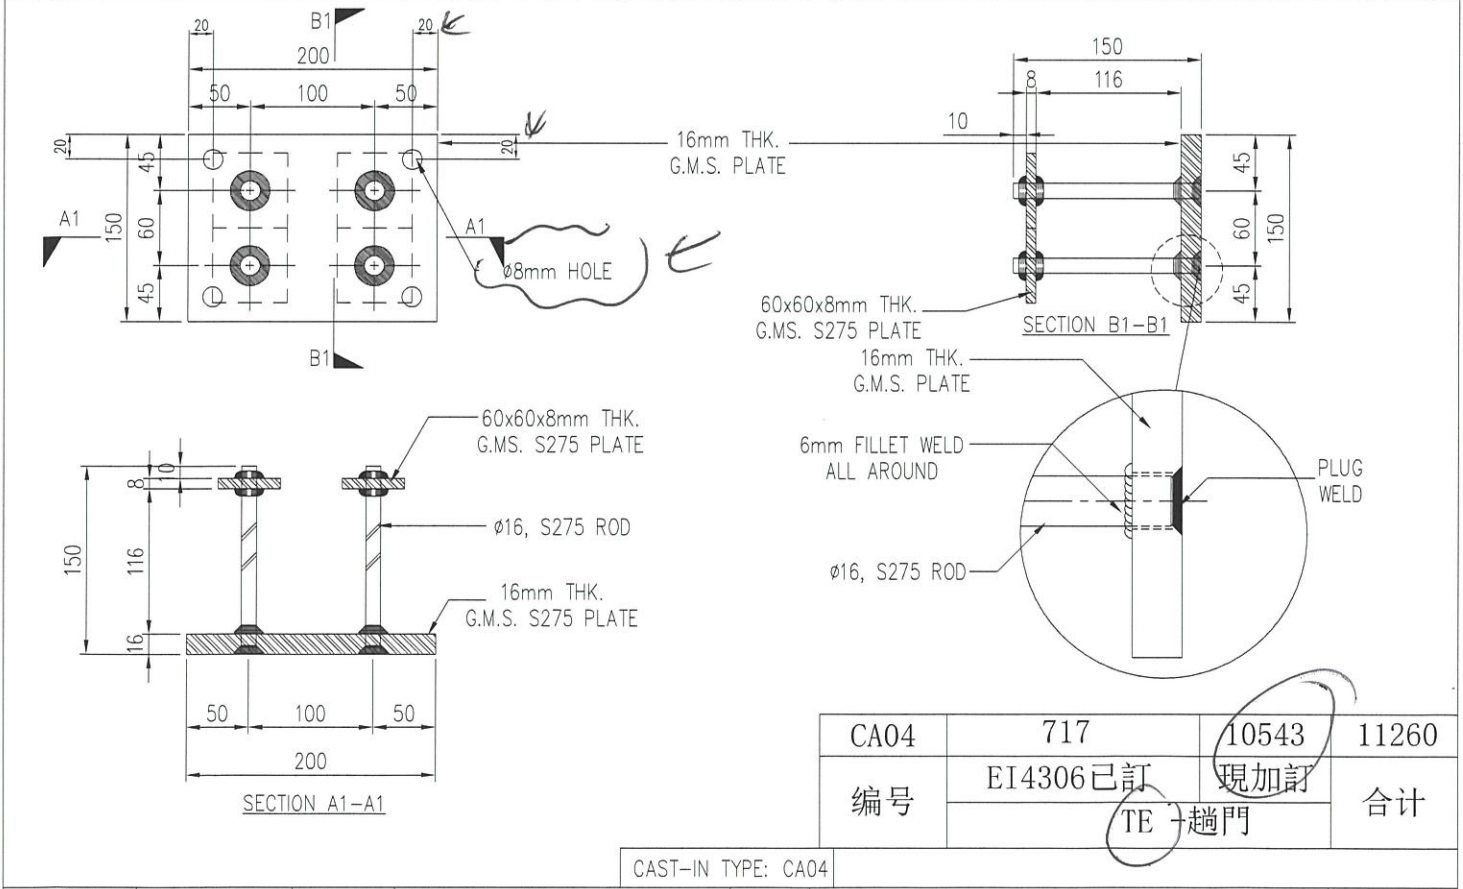 B1
20
20
200
50
100
50
20
45
150
60
45
A1
A1
20
ø8mm HOLE
B1
16mm THK.
G.M.S. PLATE
150
8
116
10
45
60
150
45
60x60x8mm THK.
G.MS. S275 PLATE
SECTION B1-B1
16mm THK.
G.M.S. PLATE
6mm FILLET WELD
ALL AROUND
PLUG
WELD
ø16, S275 ROD
60x60x8mm THK.
G.MS. S275 PLATE
10
8
150
116
16
ø16, S275 ROD
16mm THK.
G.M.S. S275 PLATE
50
100
50
200
SECTION A1-A1
CA04
717
10543
11260
编号
EI4306已訂
現加訂
合计
TE -趟門
CAST-IN TYPE: CA04